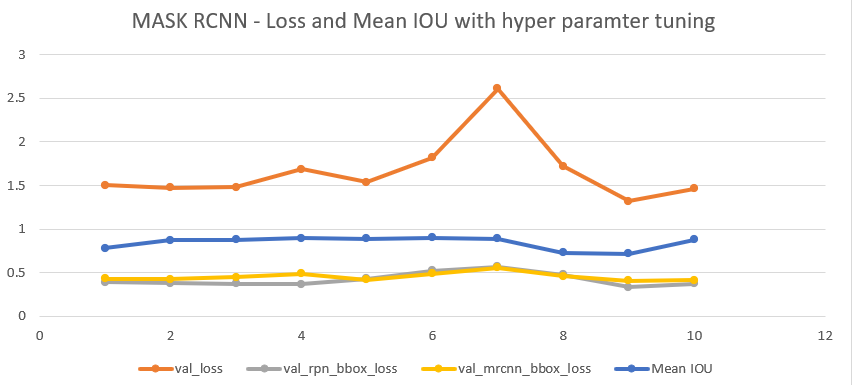 MASK RCNN - Loss and Mean IOU with hyper paramter tuning
3
2.5
2
1.5
1
0.5
0
0 2 4 6 8 10 12
val_loss val_rpn_bbox_loss val_mrcnn_bbox_loss Mean IOU